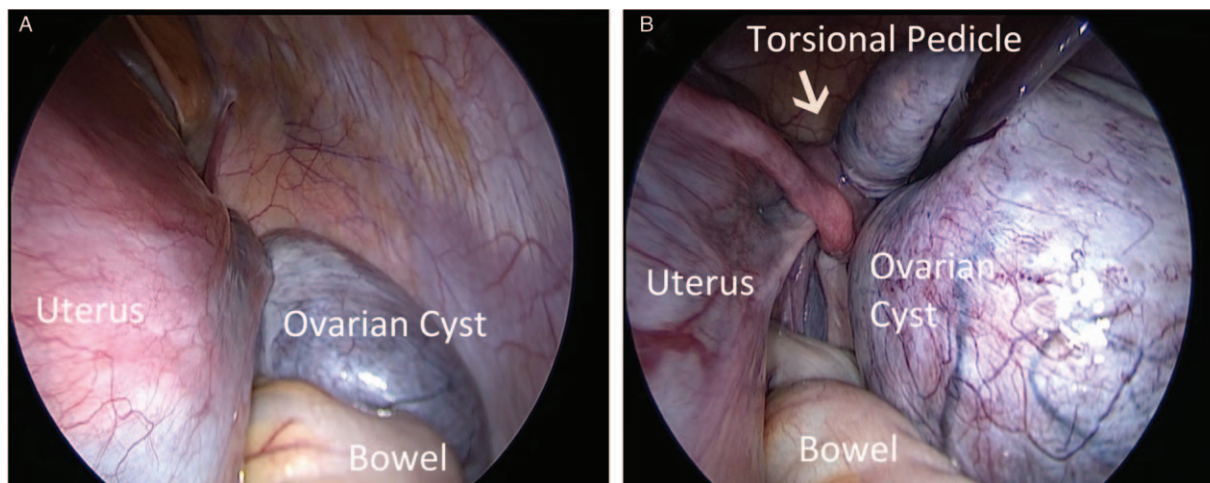 A
Uterus
Ovarian Cyst
Bowel
B
Torsional Pedicle
Uterus
Ovarian
Cyst
Bowel